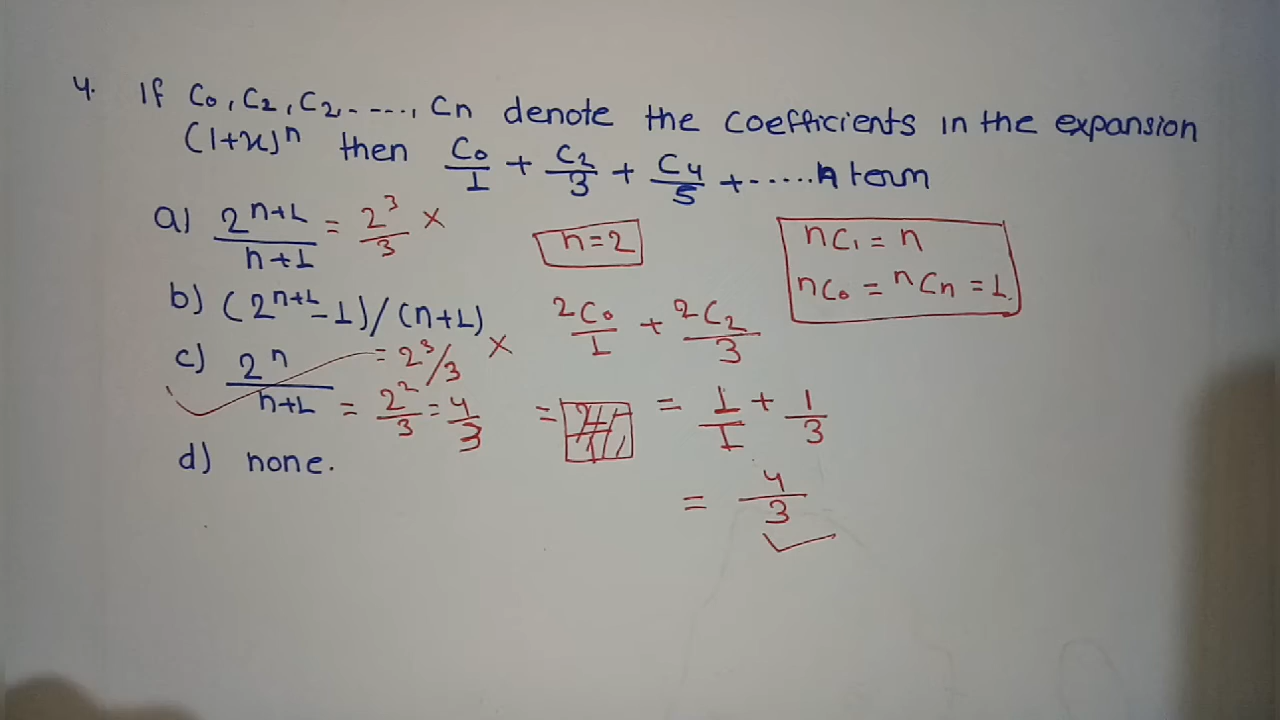 4. If C₀, C₂, C₂, ......, Cn denote the coefficients in the expansion
(1+x)ⁿ then C₀/1 + C₂/3 + C₄/5 + ...... n term
a) 2ⁿ⁺¹/n+1 = 2³/3 ×
n=2
nC₁ = n
nC₀ = ⁿCn = 1.
b) (2ⁿ⁺¹-1)/(n+1)
= 2³/3 ×
²C₀/1 + ²C₂/3
c) 2ⁿ/n+1 = 2²/3 = 4/3
= = 1/1 + 1/3
d) none.
= 4/3